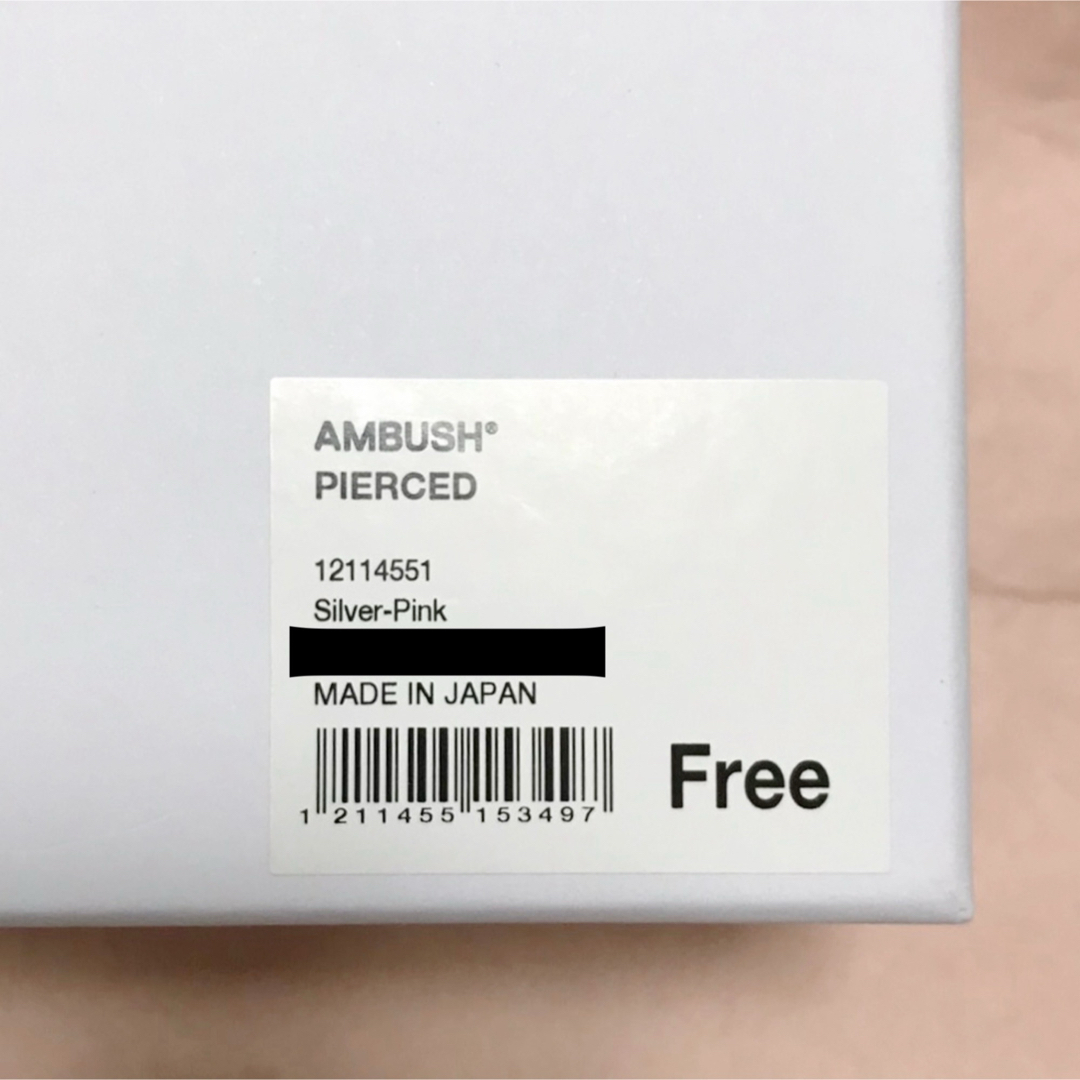 AMBUSH®
PIERCED
12114551
Silver-Pink
MADE IN JAPAN
1 211455 153497
Free